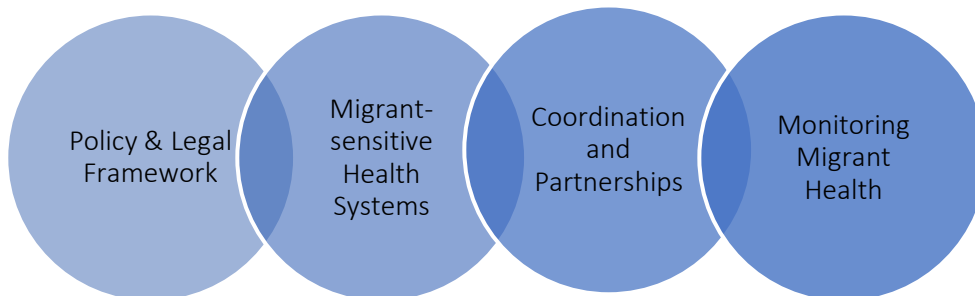 Policy & Legal
Framework
Migrant-
sensitive
Health
Systems
Coordination
and
Partnerships
Monitoring
Migrant
Health